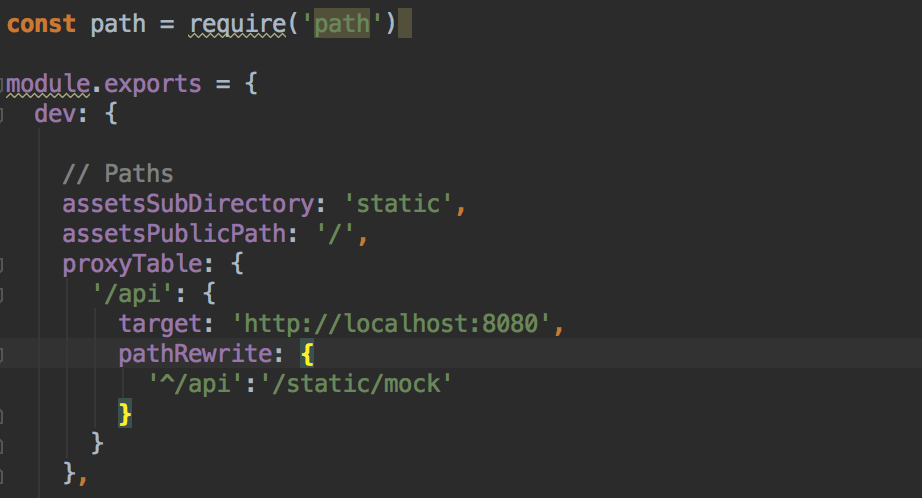 const path = require('path')
module.exports = {
dev: {
// Paths
assetsSubDirectory: 'static',
assetsPublicPath: '/',
proxyTable: {
'/api': {
target: 'http://localhost:8080',
pathRewrite: {
'^/api':'/static/mock'
}
}
},